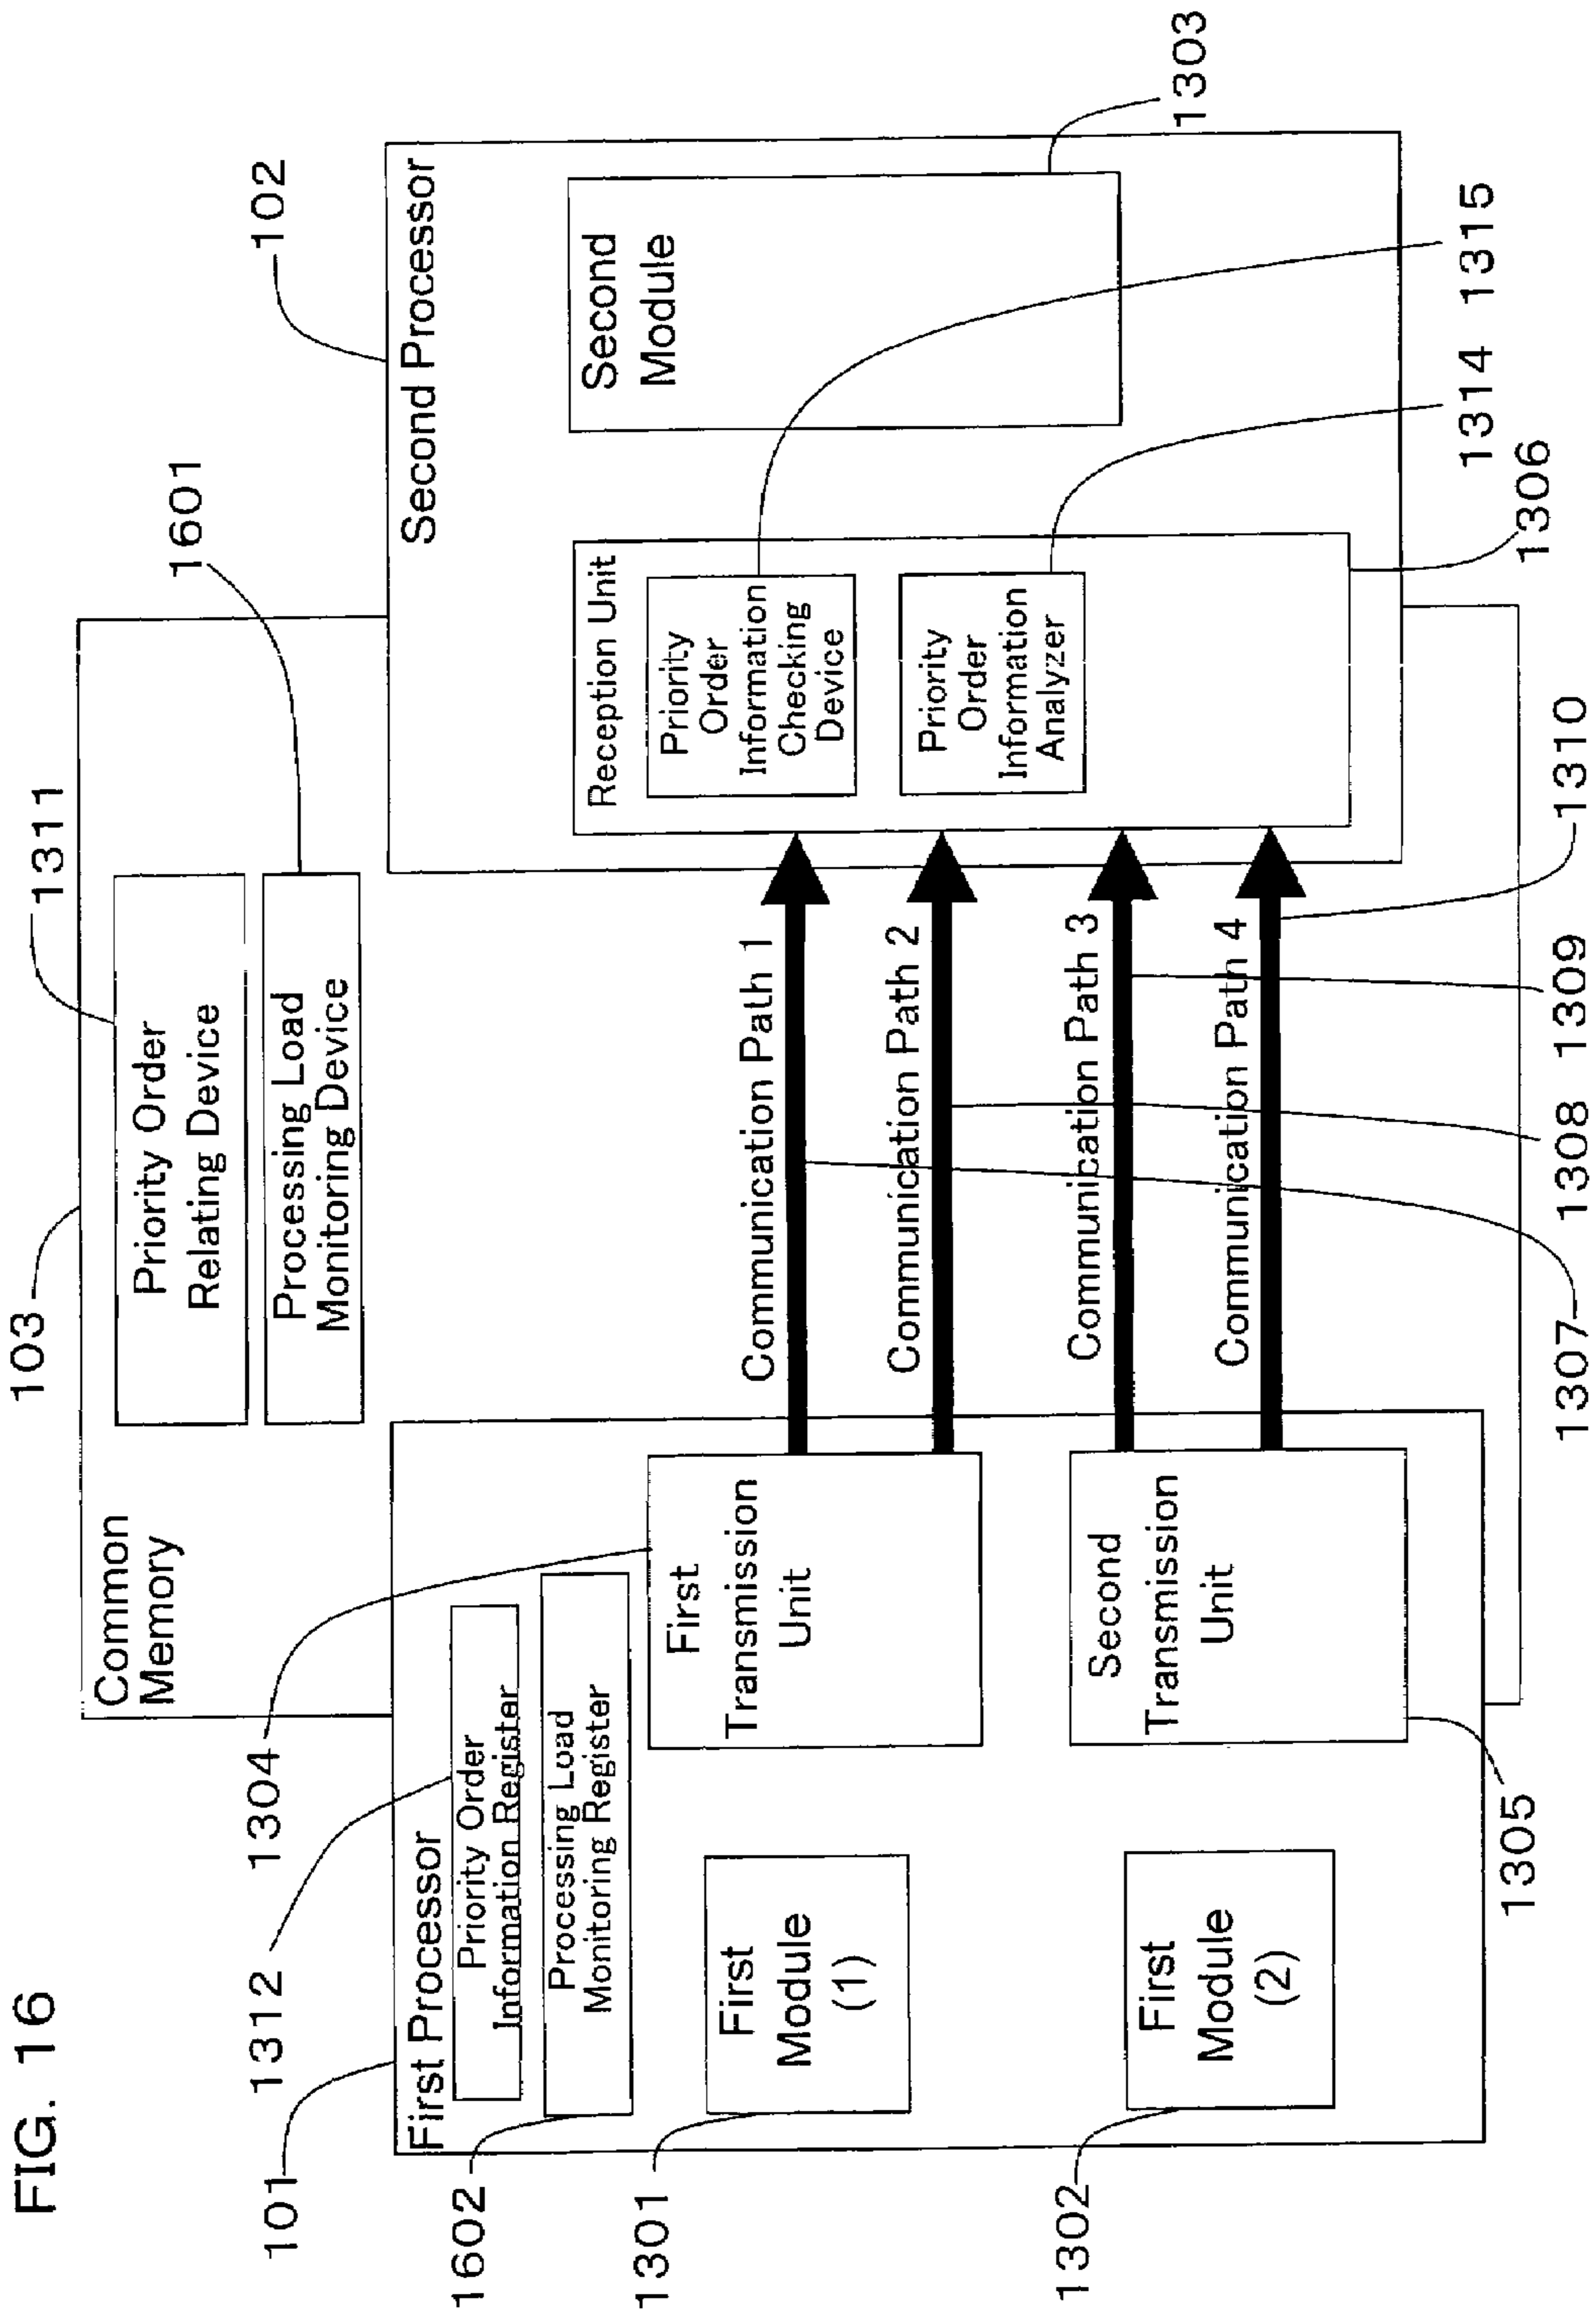 FIG. 16
103
1311
1601
102
Common
Memory
Priority Order
Relating Device
Processing Load
Monitoring Device
101
1312
1304
First Processor
Priority Order
Information Register
Processing Load
Monitoring Register
1602
1301
First
Module
(1)
First
Transmission
Unit
1302
First
Module
(2)
Second
Transmission
Unit
1305
Communication Path 1
Communication Path 2
Communication Path 3
Communication Path 4
1307
1308
1309
1310
Second Processor
Reception Unit
Priority
Order
Information
Checking
Device
Priority
Order
Information
Analyzer
Second
Module
1306
1314
1315
1303